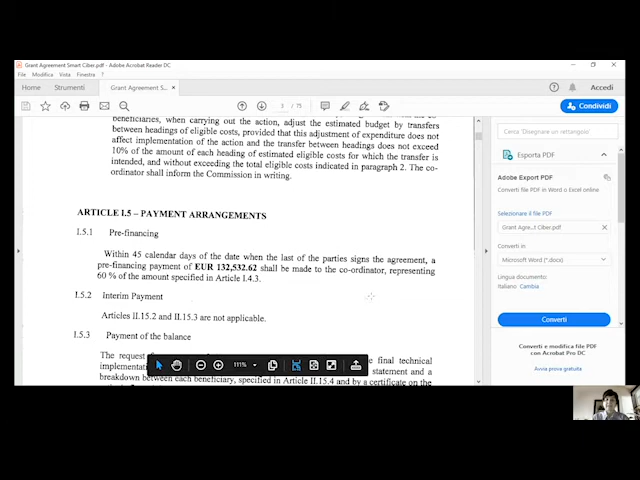 Grant Agreement Smart Ciber.pdf - Adobe Acrobat Reader DC
File Modifica Vista Finestra ?
Home Strumenti Grant Agreement S... × Accedi
3 / 75
Condividi
beneficiaries, when carrying out the action, adjust the estimated budget by transfers
between headings of eligible costs, provided that this adjustment of expenditure does not
affect implementation of the action and the transfer between headings does not exceed
10% of the amount of each heading of estimated eligible costs for which the transfer is
intended, and without exceeding the total eligible costs indicated in paragraph 2. The co-
ordinator shall inform the Commission in writing.
ARTICLE I.5 – PAYMENT ARRANGEMENTS
I.5.1 Pre-financing
Within 45 calendar days of the date when the last of the parties signs the agreement, a
pre-financing payment of EUR 132,532.62 shall be made to the co-ordinator, representing
60 % of the amount specified in Article I.4.3.
I.5.2 Interim Payment
Articles II.15.2 and II.15.3 are not applicable.
I.5.3 Payment of the balance
The request f
e final technical
implementati
statement and a
breakdown between each beneficiary, specified in Article II.15.4 and by a certificate on the
111%
Cerca 'Disegnare un rettangolo'
Esporta PDF
Adobe Export PDF
Converti file PDF in Word o Excel online
Selezionare il file PDF
Grant Agre...t Ciber.pdf ×
Converti in
Microsoft Word (*.docx)
Lingua documento:
Italiano Cambia
Converti
Converti e modifica file PDF
con Acrobat Pro DC
Avvia prova gratuita